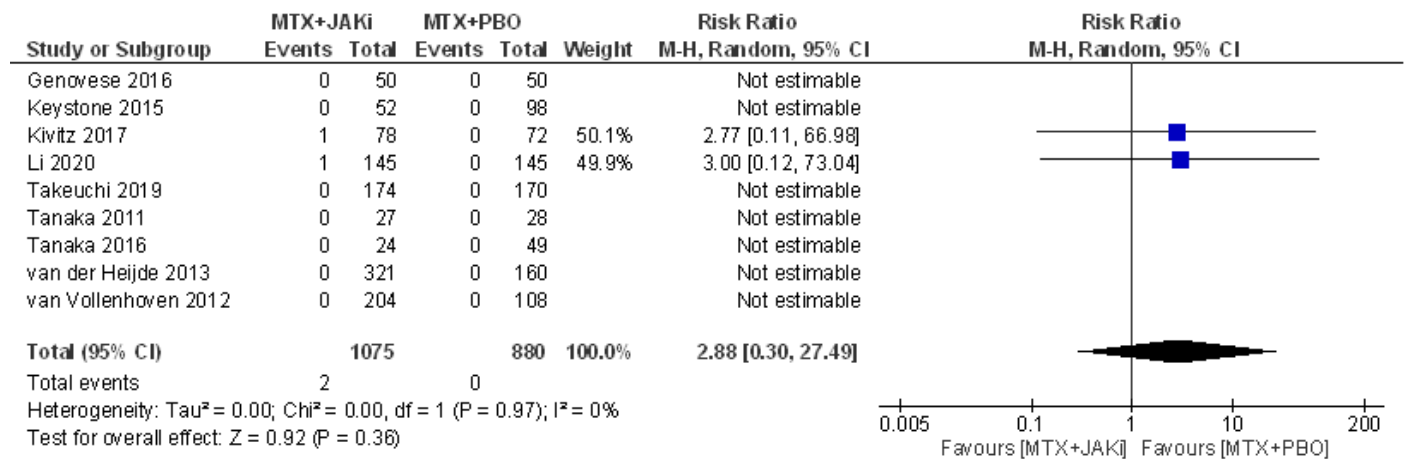 MTX+JAKi MTX+PBO Risk Ratio Risk Ratio
Study or Subgroup Events Total Events Total Weight M-H, Random, 95% CI M-H, Random, 95% CI
Genovese 2016 0 50 0 50 Not estimable
Keystone 2015 0 52 0 98 Not estimable
Kivitz 2017 1 78 0 72 50.1% 2.77 [0.11, 66.98]
Li 2020 1 145 0 145 49.9% 3.00 [0.12, 73.04]
Takeuchi 2019 0 174 0 170 Not estimable
Tanaka 2011 0 27 0 28 Not estimable
Tanaka 2016 0 24 0 49 Not estimable
van der Heijde 2013 0 321 0 160 Not estimable
van Vollenhoven 2012 0 204 0 108 Not estimable
Total (95% CI) 1075 880 100.0% 2.88 [0.30, 27.49]
Total events 2 0
Heterogeneity: Tau² = 0.00; Chi² = 0.00, df = 1 (P = 0.97); I² = 0%
Test for overall effect: Z = 0.92 (P = 0.36)
0.005 0.1 1 10 200
Favours [MTX+JAKi] Favours [MTX+PBO]